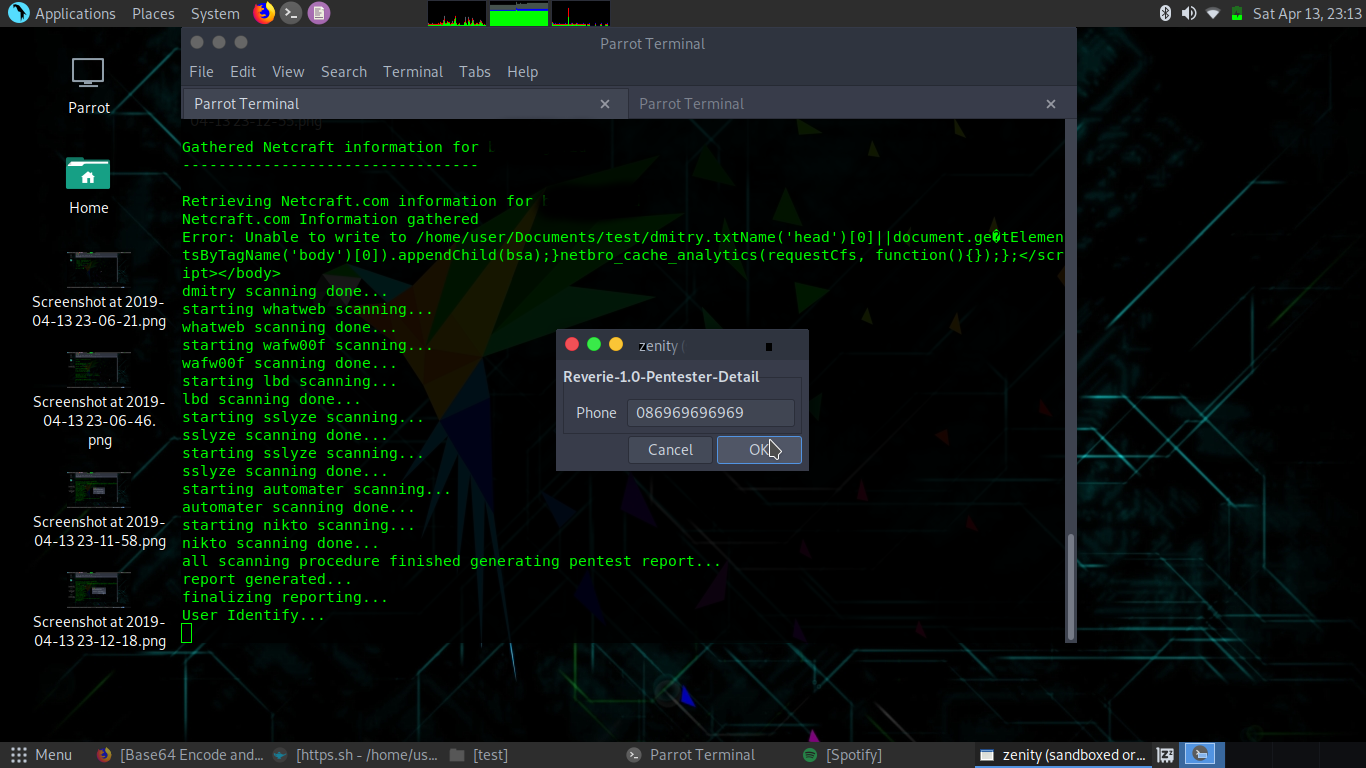 Applications Places System
Sat Apr 13, 23:13
Parrot Terminal
File Edit View Search Terminal Tabs Help
Parrot Terminal × Parrot Terminal ×
Gathered Netcraft information for
---------------------------------
Retrieving Netcraft.com information for
Netcraft.com Information gathered
Error: Unable to write to /home/user/Documents/test/dmitry.txtName('head')[0]||document.ge�tElemen
tsByTagName('body')[0]).appendChild(bsa);}netbro_cache_analytics(requestCfs, function(){});};</scr
ipt></body>
dmitry scanning done...
starting whatweb scanning...
whatweb scanning done...
starting wafw00f scanning...
wafw00f scanning done...
starting lbd scanning...
lbd scanning done...
starting sslyze scanning...
sslyze scanning done...
starting sslyze scanning...
sslyze scanning done...
starting automater scanning...
automater scanning done...
starting nikto scanning...
nikto scanning done...
all scanning procedure finished generating pentest report...
report generated...
finalizing reporting...
User Identify...
zenity (
Reverie-1.0-Pentester-Detail
Phone 086969696969
Cancel OK
Parrot
Home
Screenshot at 2019-
04-13 23-06-21.png
Screenshot at 2019-
04-13 23-06-46.
png
Screenshot at 2019-
04-13 23-11-58.png
Screenshot at 2019-
04-13 23-12-18.png
Menu [Base64 Encode and... [https.sh - /home/us... [test] Parrot Terminal [Spotify] zenity (sandboxed or...